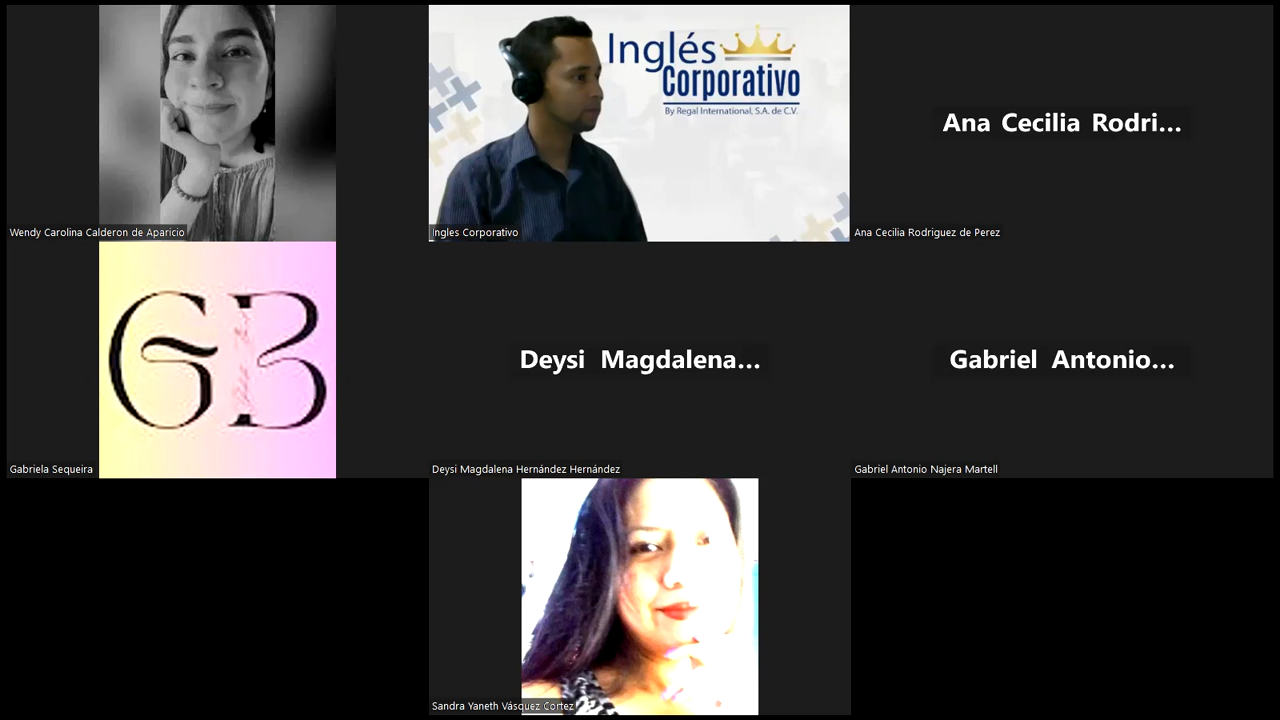 Wendy Carolina Calderon de Aparicio
Inglés
Corporativo
By Regal International, S.A. de C.V.
Ingles Corporativo
Ana Cecilia Rodri...
Ana Cecilia Rodriguez de Perez
GB
Gabriela Sequeira
Deysi Magdalena...
Deysi Magdalena Hernández Hernández
Gabriel Antonio...
Gabriel Antonio Najera Martell
Sandra Yaneth Vásquez Cortez